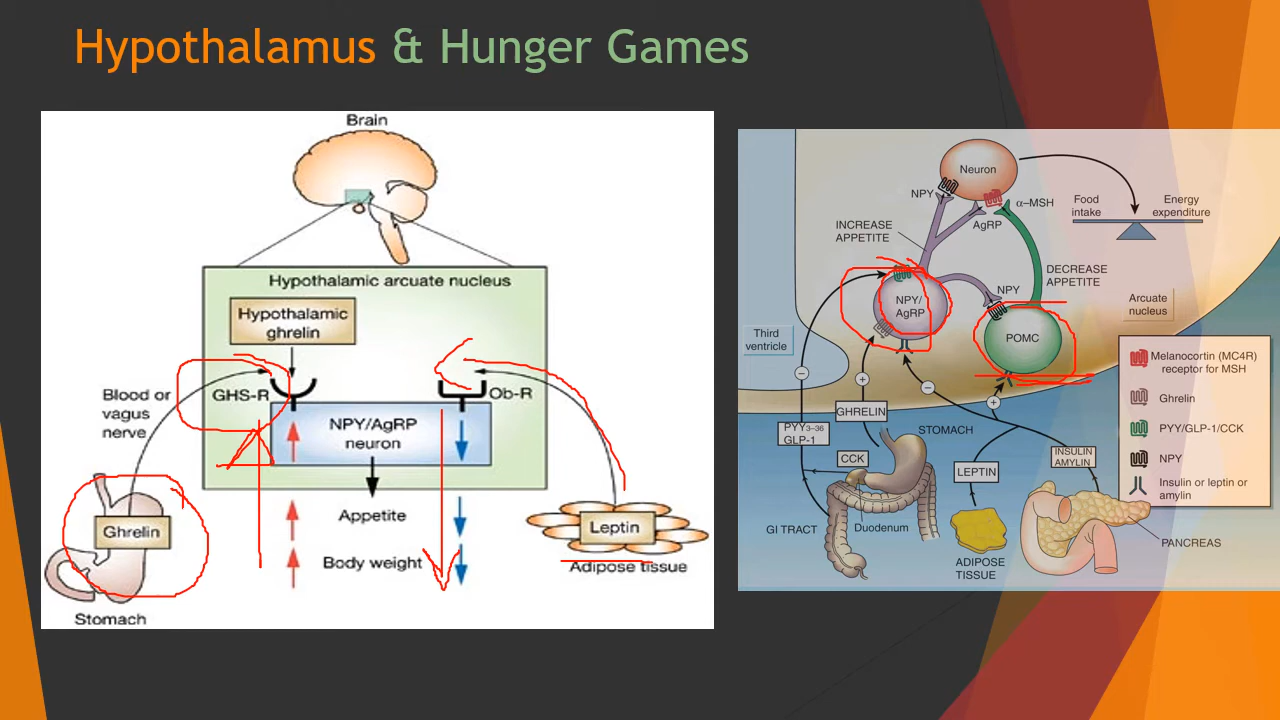 Hypothalamus & Hunger Games
Brain
Hypothalamic arcuate nucleus
Hypothalamic
ghrelin
Blood or
vagus
nerve
GHS-R
Ob-R
NPY/AgRP
neuron
Ghrelin
Appetite
Leptin
Body weight
Adipose tissue
Stomach
Neuron
NPY
α-MSH
Food
intake
Energy
expenditure
AgRP
INCREASE
APPETITE
DECREASE
APPETITE
NPY
NPY/
AgRP
Arcuate
nucleus
POMC
Third
ventricle
Melanocortin (MC4R)
receptor for MSH
Ghrelin
PYY/GLP-1/CCK
NPY
Insulin or leptin or
amylin
−
+
−
+
GHRELIN
PYY3-36
GLP-1
STOMACH
CCK
LEPTIN
INSULIN
AMYLIN
GI TRACT
Duodenum
PANCREAS
ADIPOSE
TISSUE